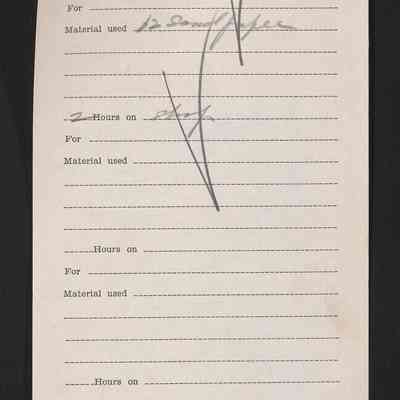 For
Material used 12 Sand paper
2 Hours on shop
For
Material used
Hours on
For
Material used
Hours on